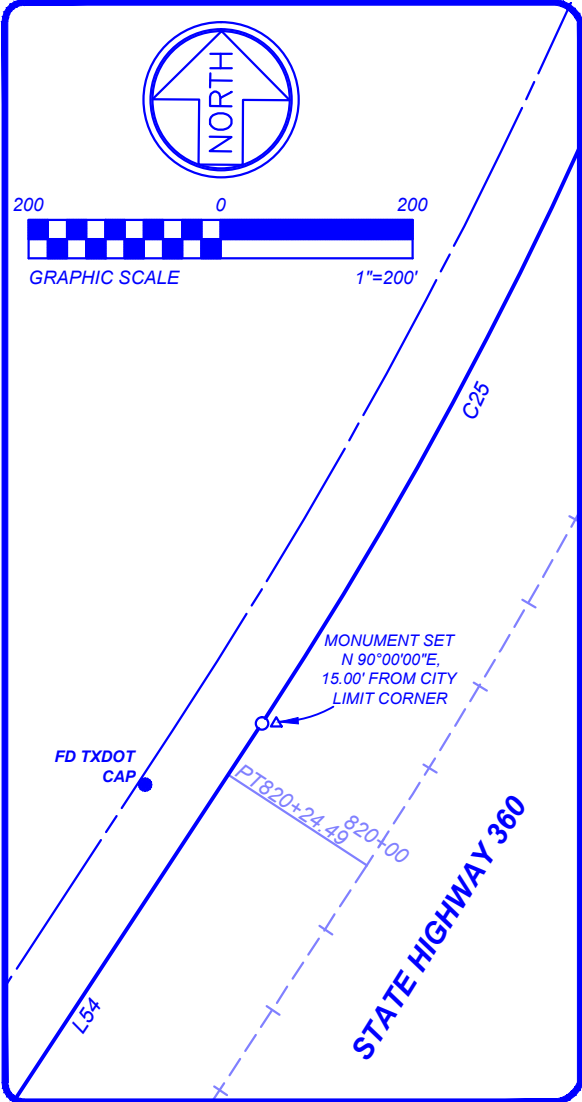 NORTH
200 0 200
GRAPHIC SCALE 1"=200'
C25
MONUMENT SET
N 90°00'00"E,
15.00' FROM CITY
LIMIT CORNER
FD TXDOT
CAP
PT820+24.49
820+00
STATE HIGHWAY 360
L54